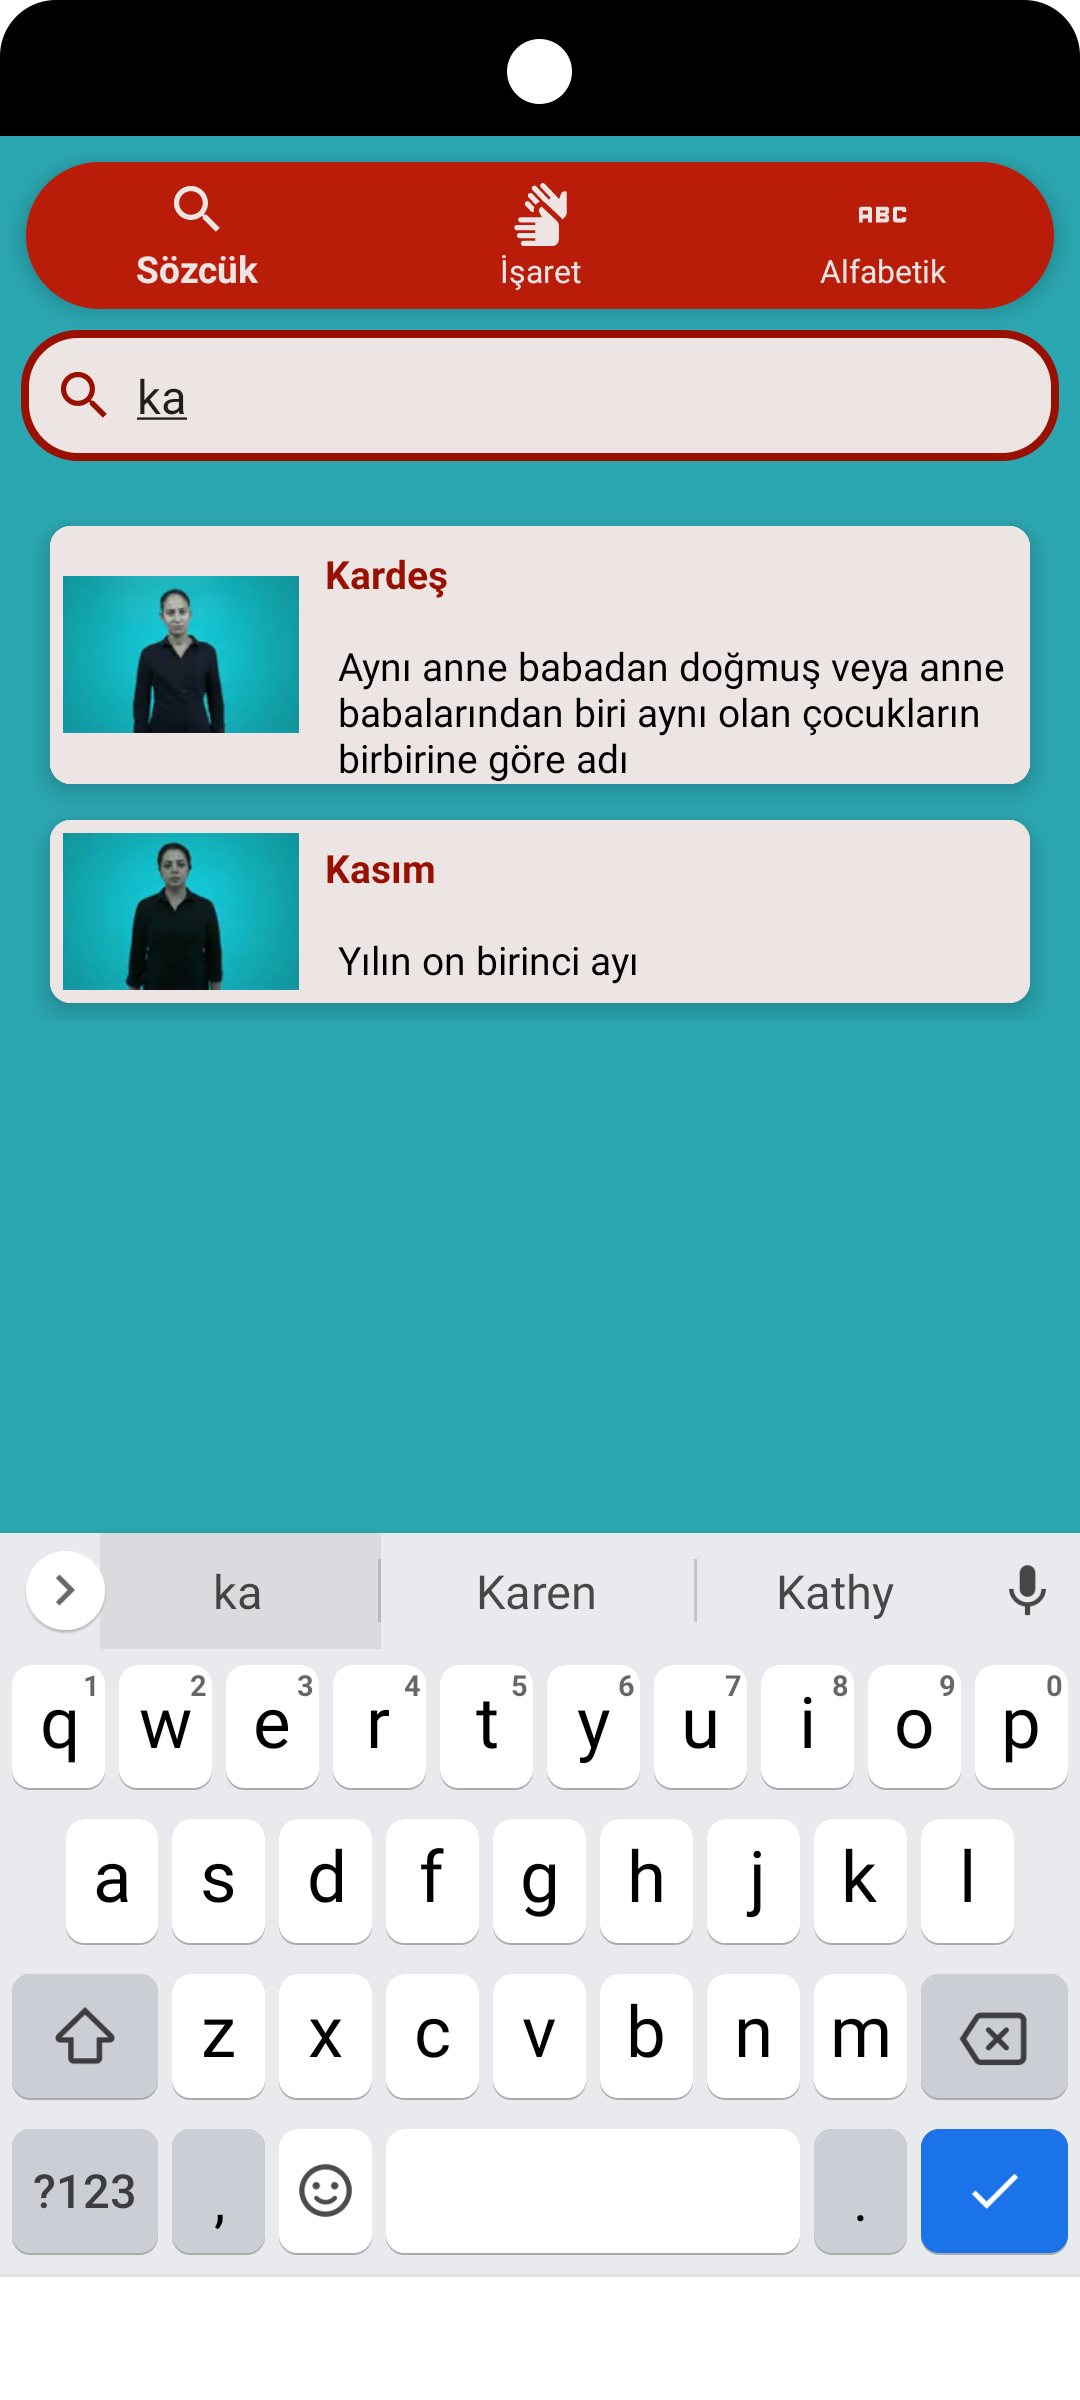 Sözcük
İşaret
ABC
Alfabetik
ka
Kardeş
Aynı anne babadan doğmuş veya anne
babalarından biri aynı olan çocukların
birbirine göre adı
Kasım
Yılın on birinci ayı
ka Karen Kathy
1 2 3 4 5 6 7 8 9 0
q w e r t y u i o p
a s d f g h j k l
z x c v b n m
?123 , .